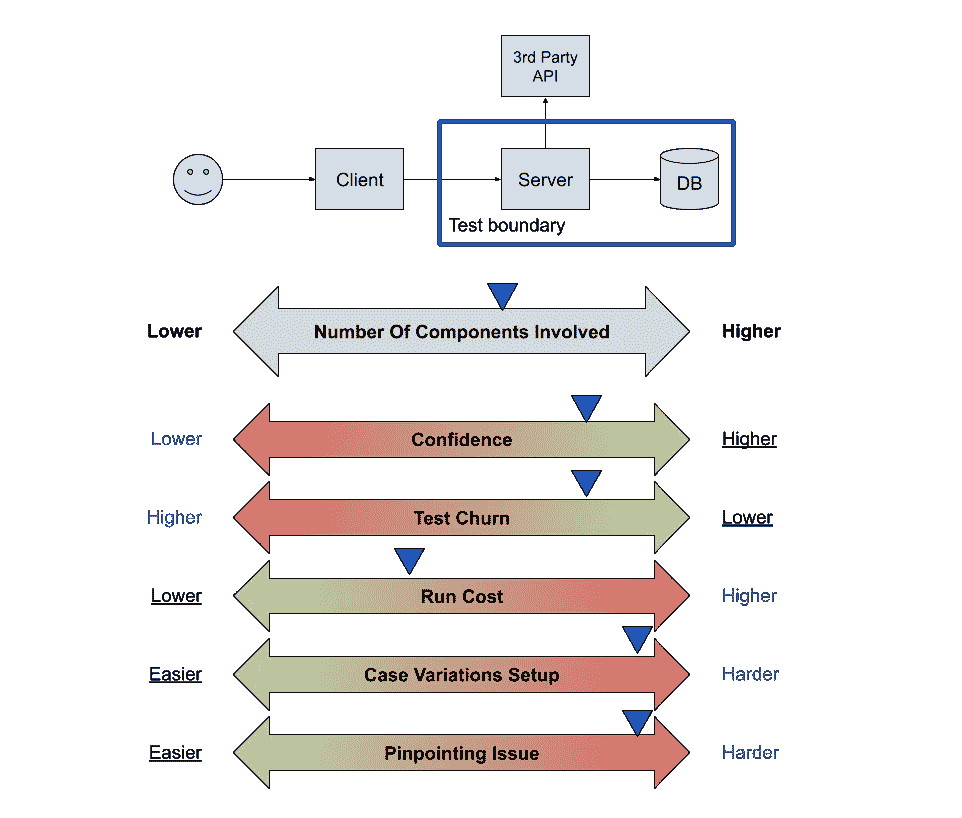 3rd Party
API
Client
Server
DB
Test boundary
Lower
Number Of Components Involved
Higher
Lower
Confidence
Higher
Higher
Test Churn
Lower
Lower
Run Cost
Higher
Easier
Case Variations Setup
Harder
Easier
Pinpointing Issue
Harder